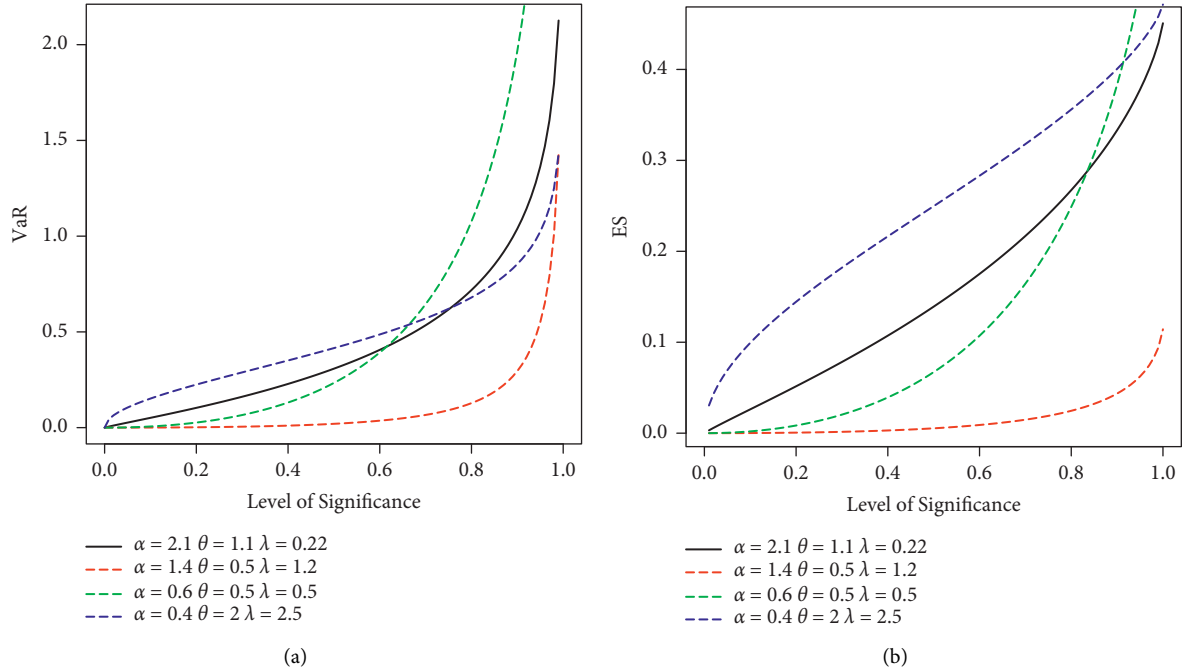 2.0
1.5
1.0
0.5
0.0
VaR
0.0 0.2 0.4 0.6 0.8 1.0
Level of Significance
α = 2.1 θ = 1.1 λ = 0.22
α = 1.4 θ = 0.5 λ = 1.2
α = 0.6 θ = 0.5 λ = 0.5
α = 0.4 θ = 2 λ = 2.5
(a)
0.4
0.3
0.2
0.1
0.0
ES
0.0 0.2 0.4 0.6 0.8 1.0
Level of Significance
α = 2.1 θ = 1.1 λ = 0.22
α = 1.4 θ = 0.5 λ = 1.2
α = 0.6 θ = 0.5 λ = 0.5
α = 0.4 θ = 2 λ = 2.5
(b)